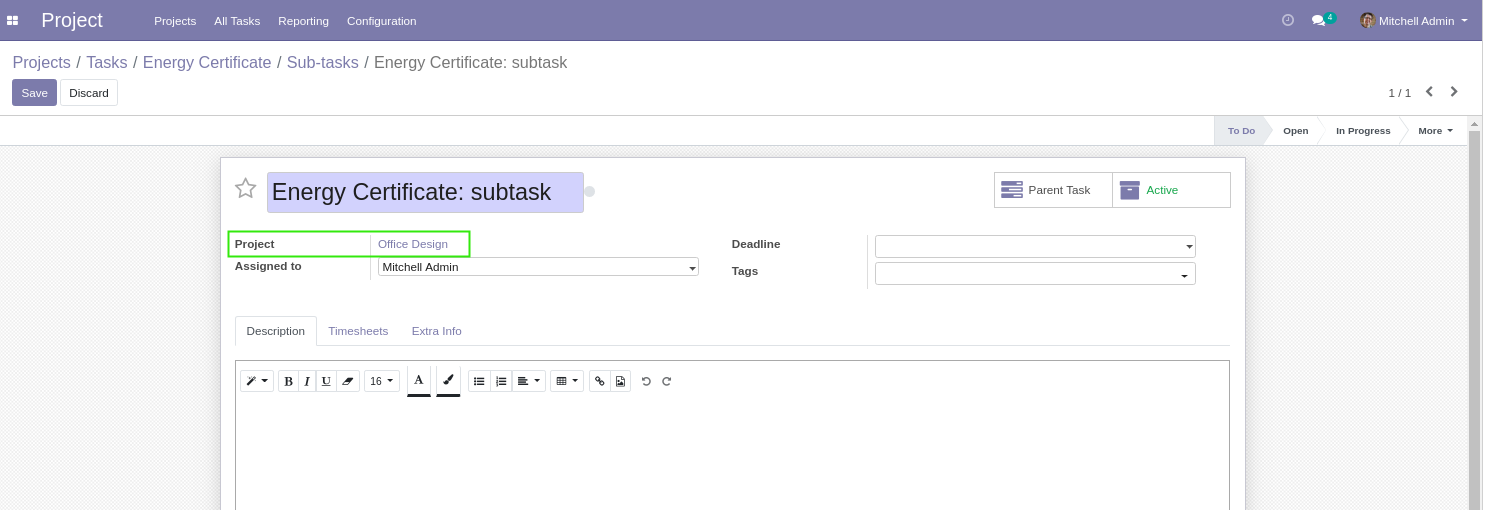 Project Projects All Tasks Reporting Configuration 4 Mitchell Admin
Projects / Tasks / Energy Certificate / Sub-tasks / Energy Certificate: subtask
Save Discard 1 / 1
To Do Open In Progress More
Energy Certificate: subtask Parent Task Active
Project Office Design Deadline
Assigned to Mitchell Admin Tags
Description Timesheets Extra Info
B I U 16 A